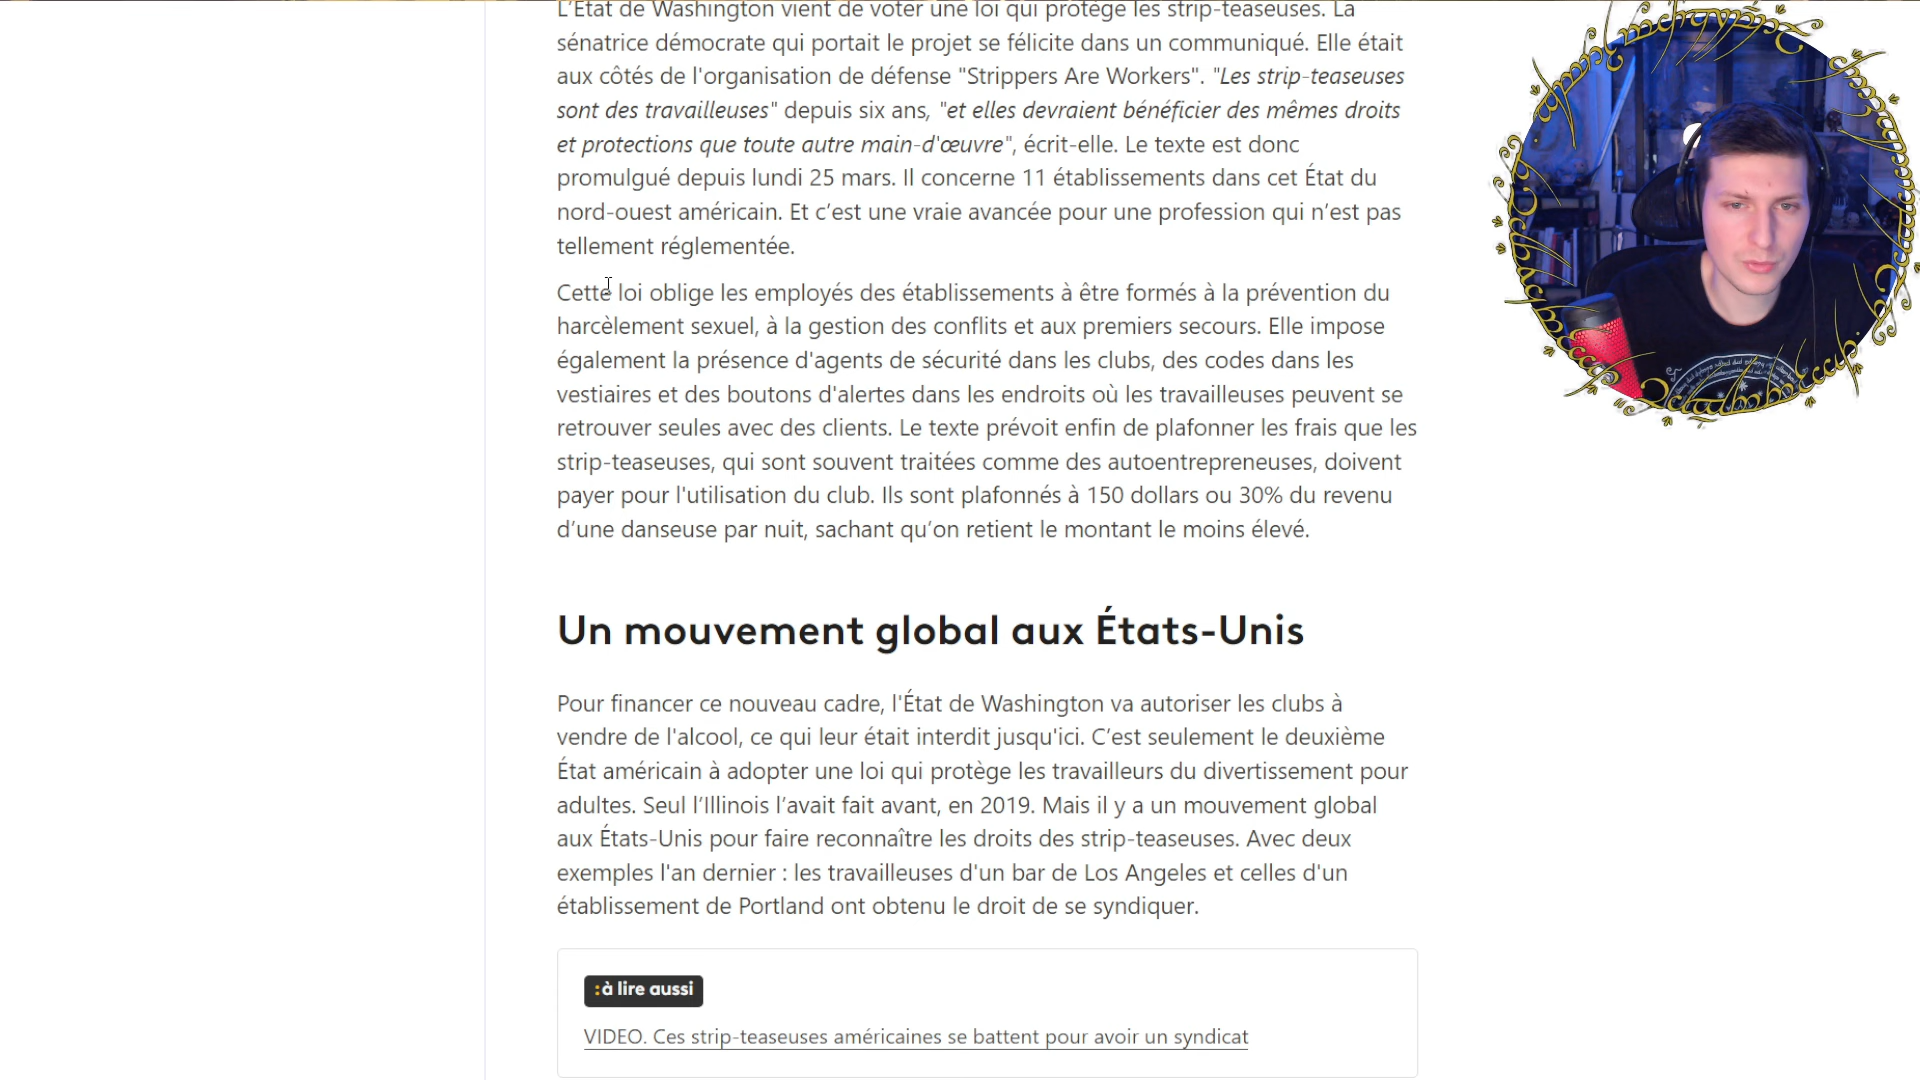 L'État de Washington vient de voter une loi qui protège les strip-teaseuses. La
sénatrice démocrate qui portait le projet se félicite dans un communiqué. Elle était
aux côtés de l'organisation de défense "Strippers Are Workers". "Les strip-teaseuses
sont des travailleuses" depuis six ans, "et elles devraient bénéficier des mêmes droits
et protections que toute autre main-d'œuvre", écrit-elle. Le texte est donc
promulgué depuis lundi 25 mars. Il concerne 11 établissements dans cet État du
nord-ouest américain. Et c’est une vraie avancée pour une profession qui n’est pas
tellement réglementée.
Cette loi oblige les employés des établissements à être formés à la prévention du
harcèlement sexuel, à la gestion des conflits et aux premiers secours. Elle impose
également la présence d'agents de sécurité dans les clubs, des codes dans les
vestiaires et des boutons d'alertes dans les endroits où les travailleuses peuvent se
retrouver seules avec des clients. Le texte prévoit enfin de plafonner les frais que les
strip-teaseuses, qui sont souvent traitées comme des autoentrepreneuses, doivent
payer pour l'utilisation du club. Ils sont plafonnés à 150 dollars ou 30% du revenu
d’une danseuse par nuit, sachant qu’on retient le montant le moins élevé.
Un mouvement global aux États-Unis
Pour financer ce nouveau cadre, l'État de Washington va autoriser les clubs à
vendre de l'alcool, ce qui leur était interdit jusqu'ici. C’est seulement le deuxième
État américain à adopter une loi qui protège les travailleurs du divertissement pour
adultes. Seul l’Illinois l’avait fait avant, en 2019. Mais il y a un mouvement global
aux États-Unis pour faire reconnaître les droits des strip-teaseuses. Avec deux
exemples l'an dernier : les travailleuses d'un bar de Los Angeles et celles d'un
établissement de Portland ont obtenu le droit de se syndiquer.
:à lire aussi
VIDEO. Ces strip-teaseuses américaines se battent pour avoir un syndicat